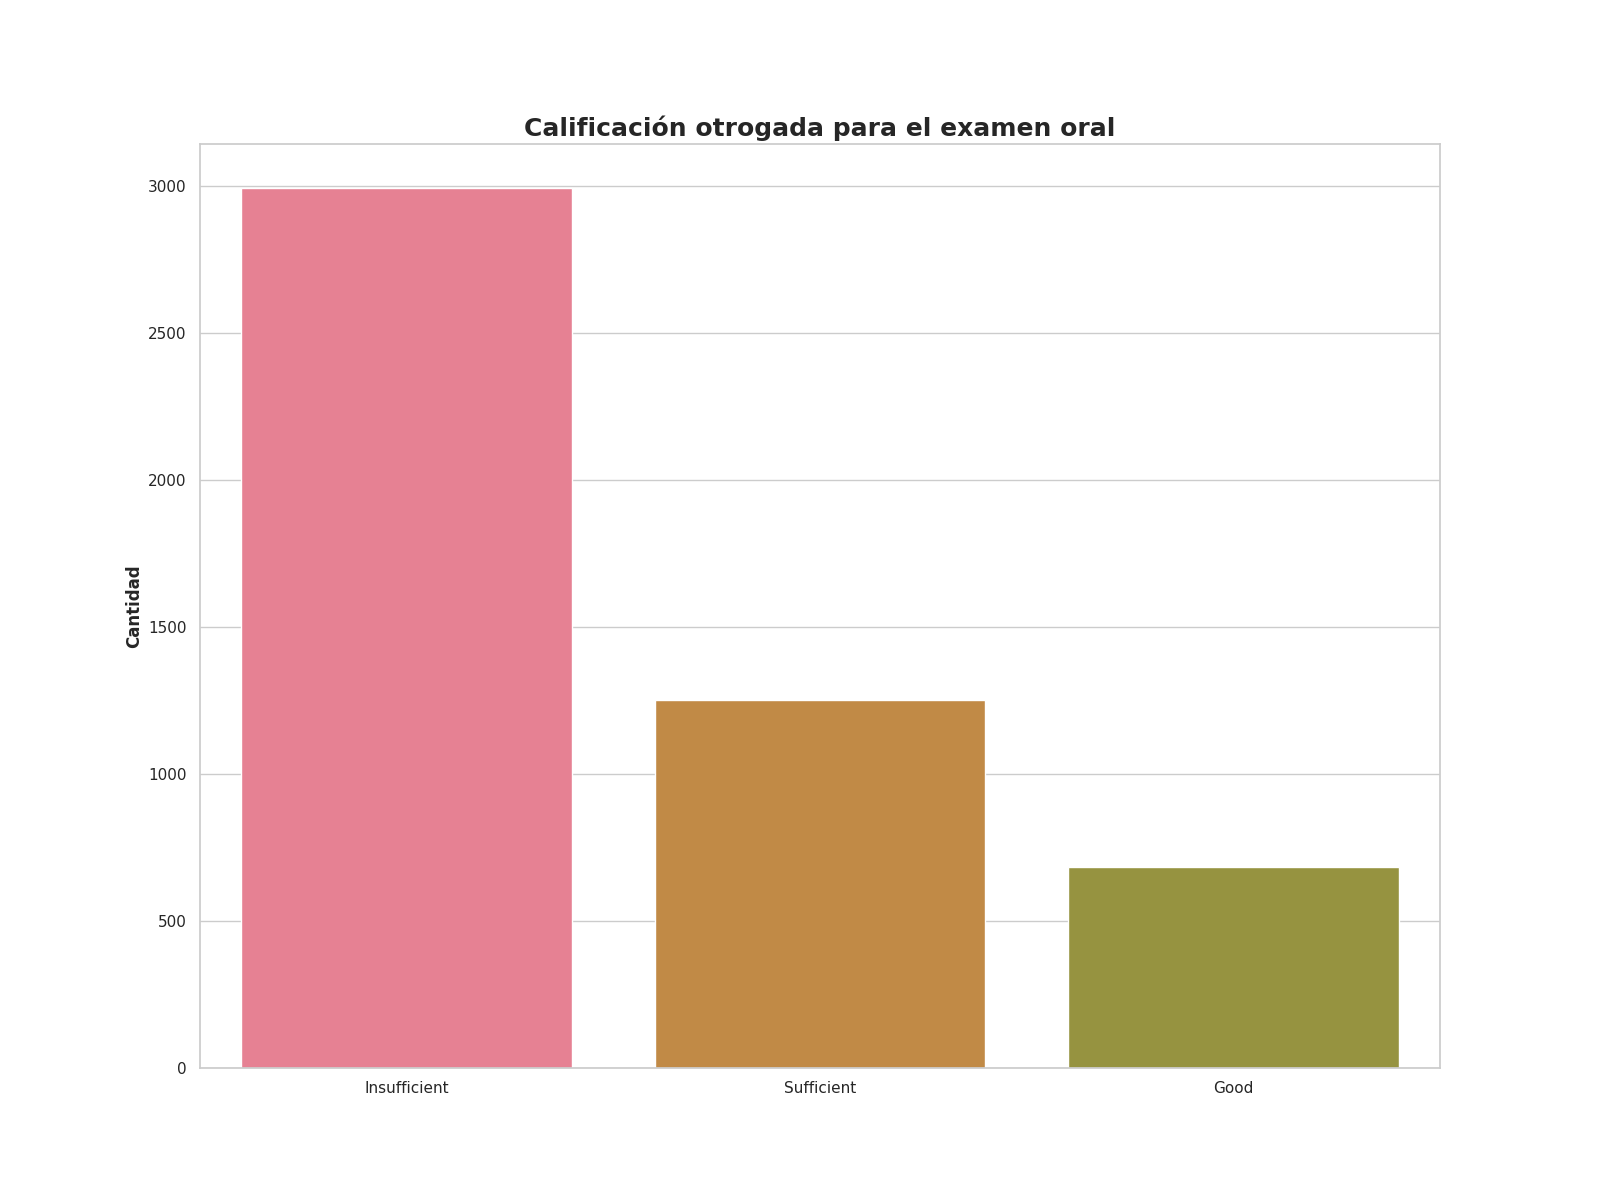 Calificación otrogada para el examen oral
3000
2500
2000
1500
1000
500
0
Cantidad
Insufficient
Sufficient
Good